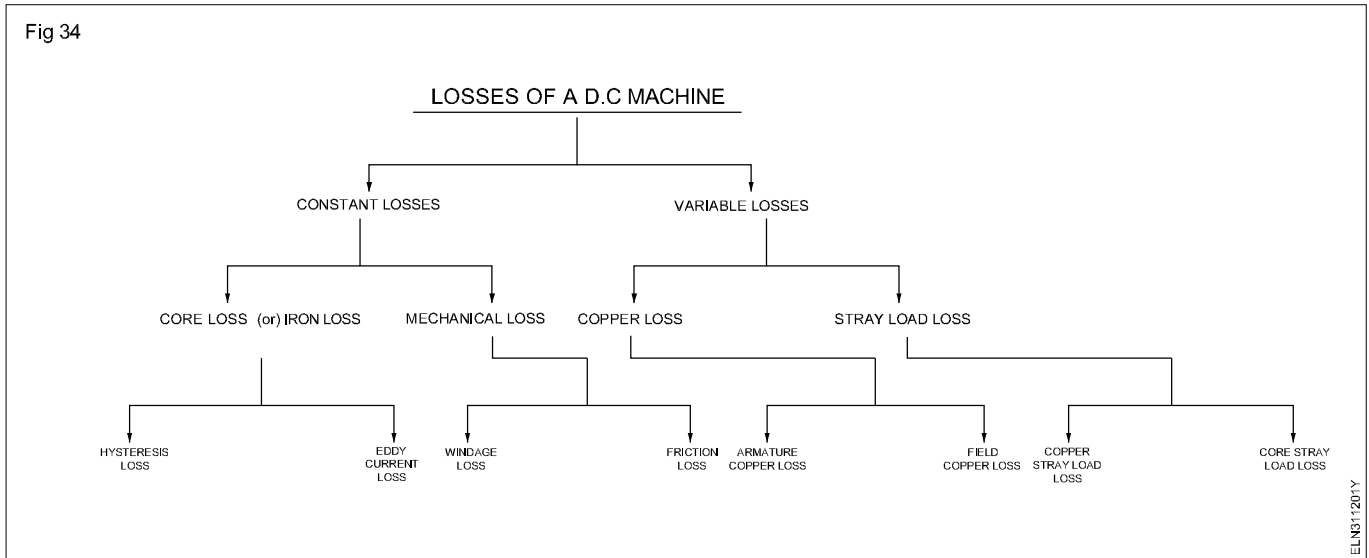 Fig 34
LOSSES OF A D.C MACHINE
CONSTANT LOSSES
VARIABLE LOSSES
CORE LOSS (or) IRON LOSS
MECHANICAL LOSS
COPPER LOSS
STRAY LOAD LOSS
HYSTERESIS
LOSS
EDDY
CURRENT
LOSS
WINDAGE
LOSS
FRICTION
LOSS
ARMATURE
COPPER LOSS
FIELD
COPPER LOSS
COPPER
STRAY LOAD
LOSS
CORE STRAY
LOAD LOSS
ELN311201Y